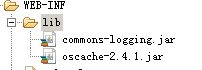 WEB-INF
lib
commons-logging.jar
oscache-2.4.1.jar